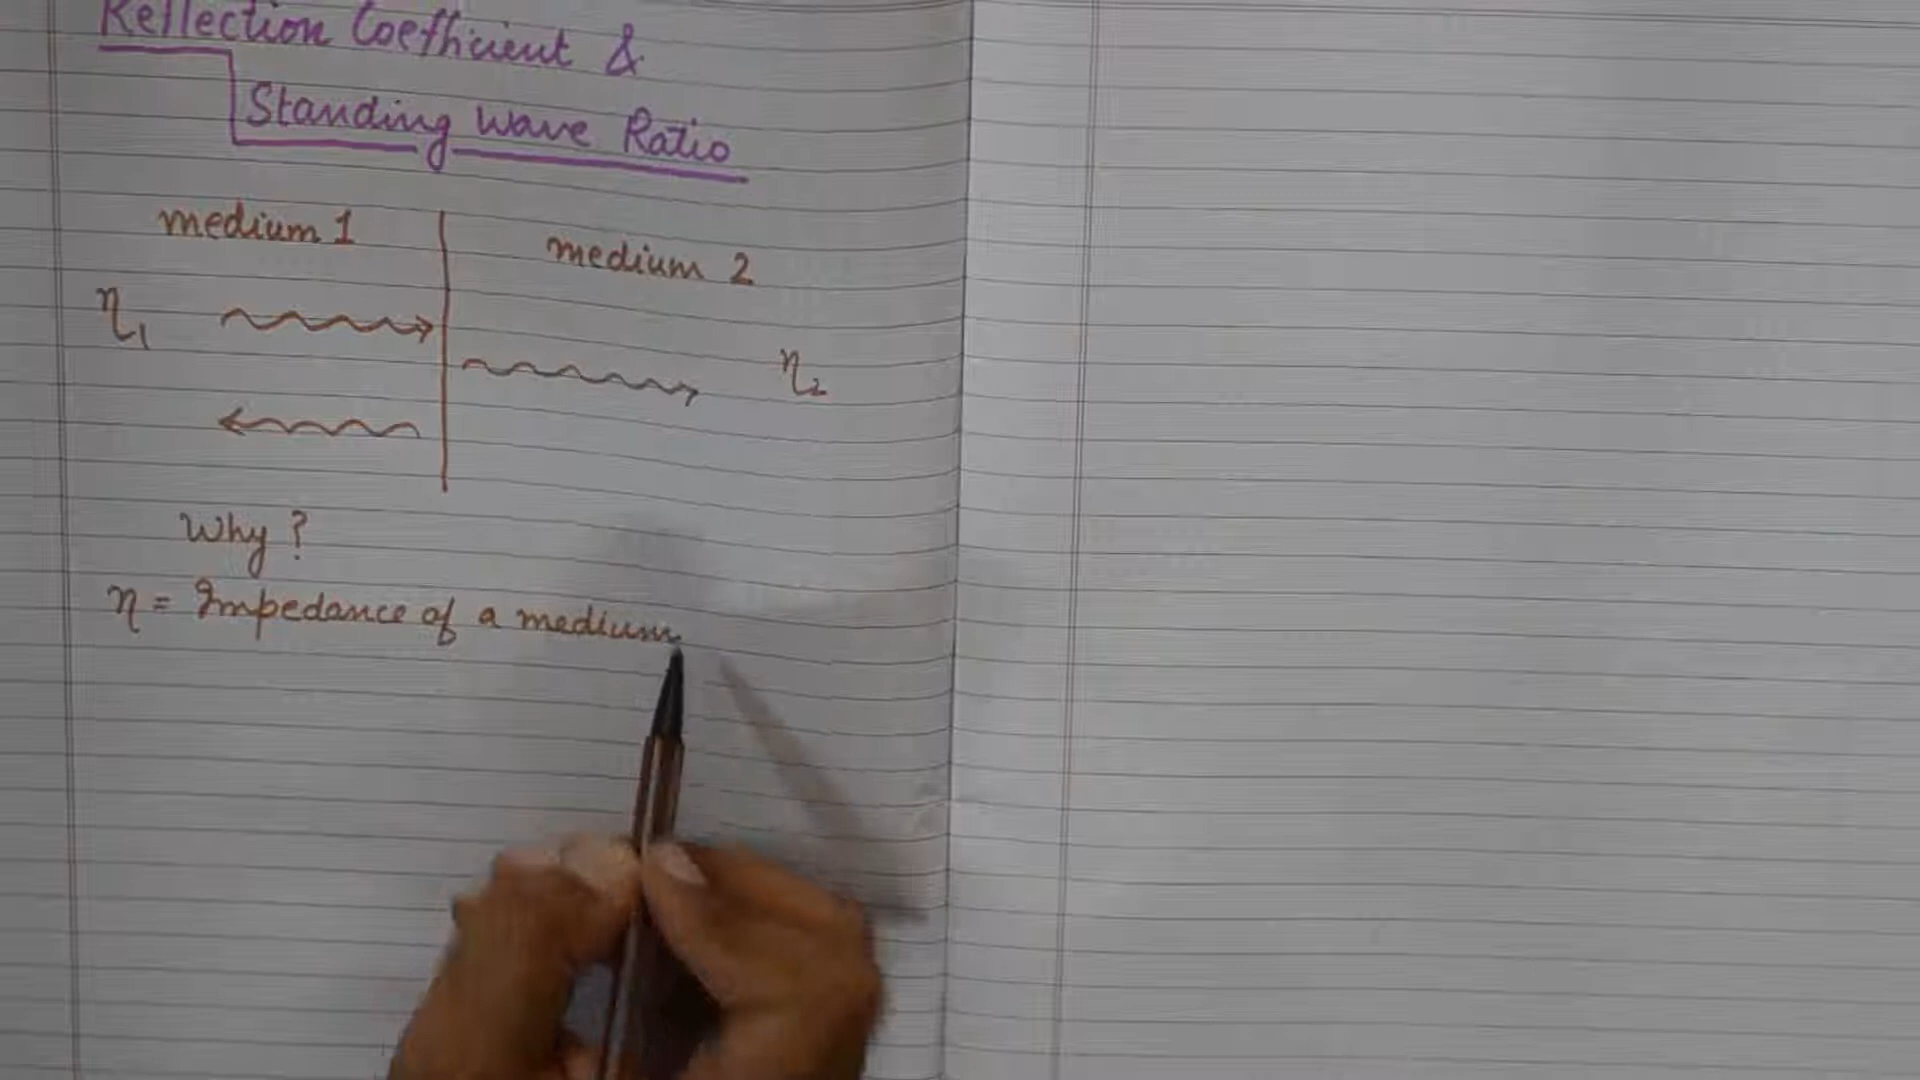 Reflection Coefficient &
Standing Wave Ratio
medium 1
medium 2
η₁
η₂
Why?
η = Impedance of a medium